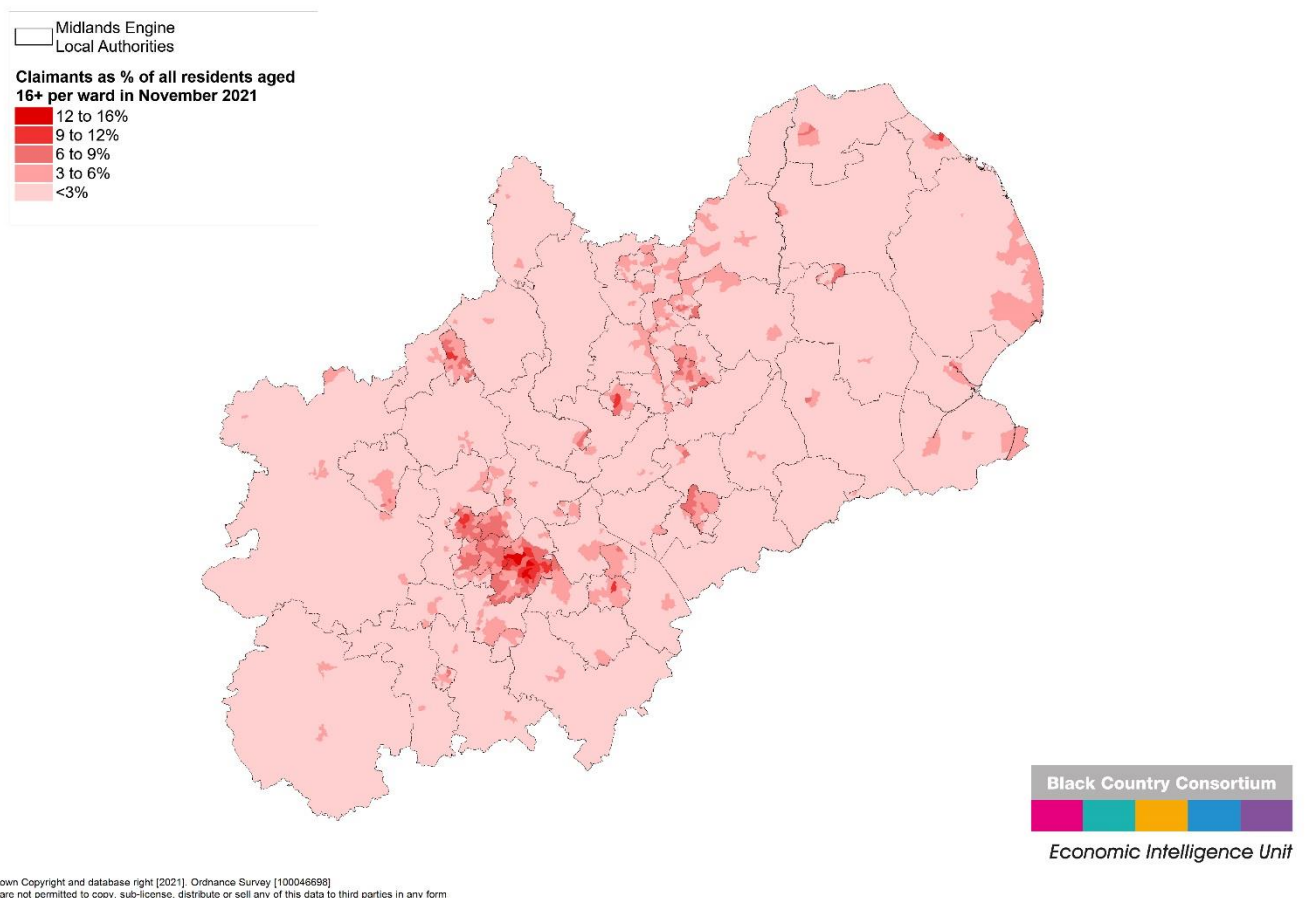 Midlands Engine
Local Authorities
Claimants as % of all residents aged
16+ per ward in November 2021
12 to 16%
9 to 12%
6 to 9%
3 to 6%
<3%
Black Country Consortium
Economic Intelligence Unit
own Copyright and database right [2021]. Ordnance Survey [100046698]
are not permitted to copy, sub-license, distribute or sell any of this data to third parties in any form